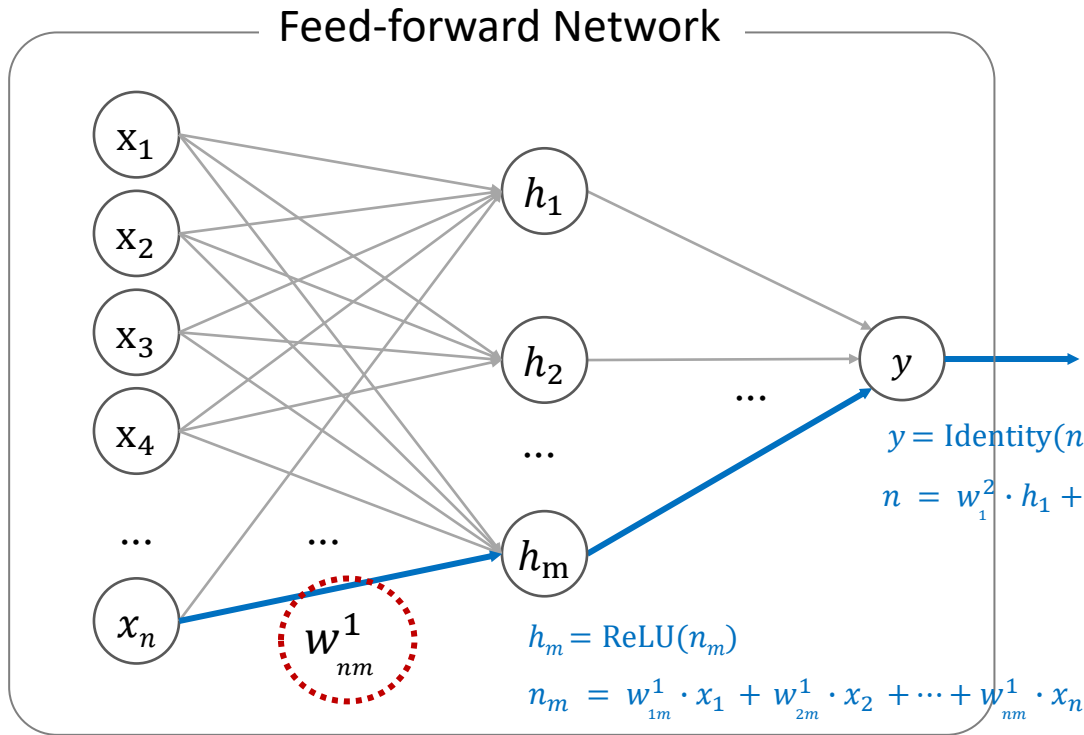 Feed-forward Network
x₁
x₂
x₃
x₄
...
xₙ
...
w¹ₙₘ
h₁
h₂
...
hₘ
...
y
y = Identity(n
n = w²₁ · h₁ +
hₘ = ReLU(nₘ)
nₘ = w¹₁ₘ · x₁ + w¹₂ₘ · x₂ + ⋯ + w¹ₙₘ · xₙ